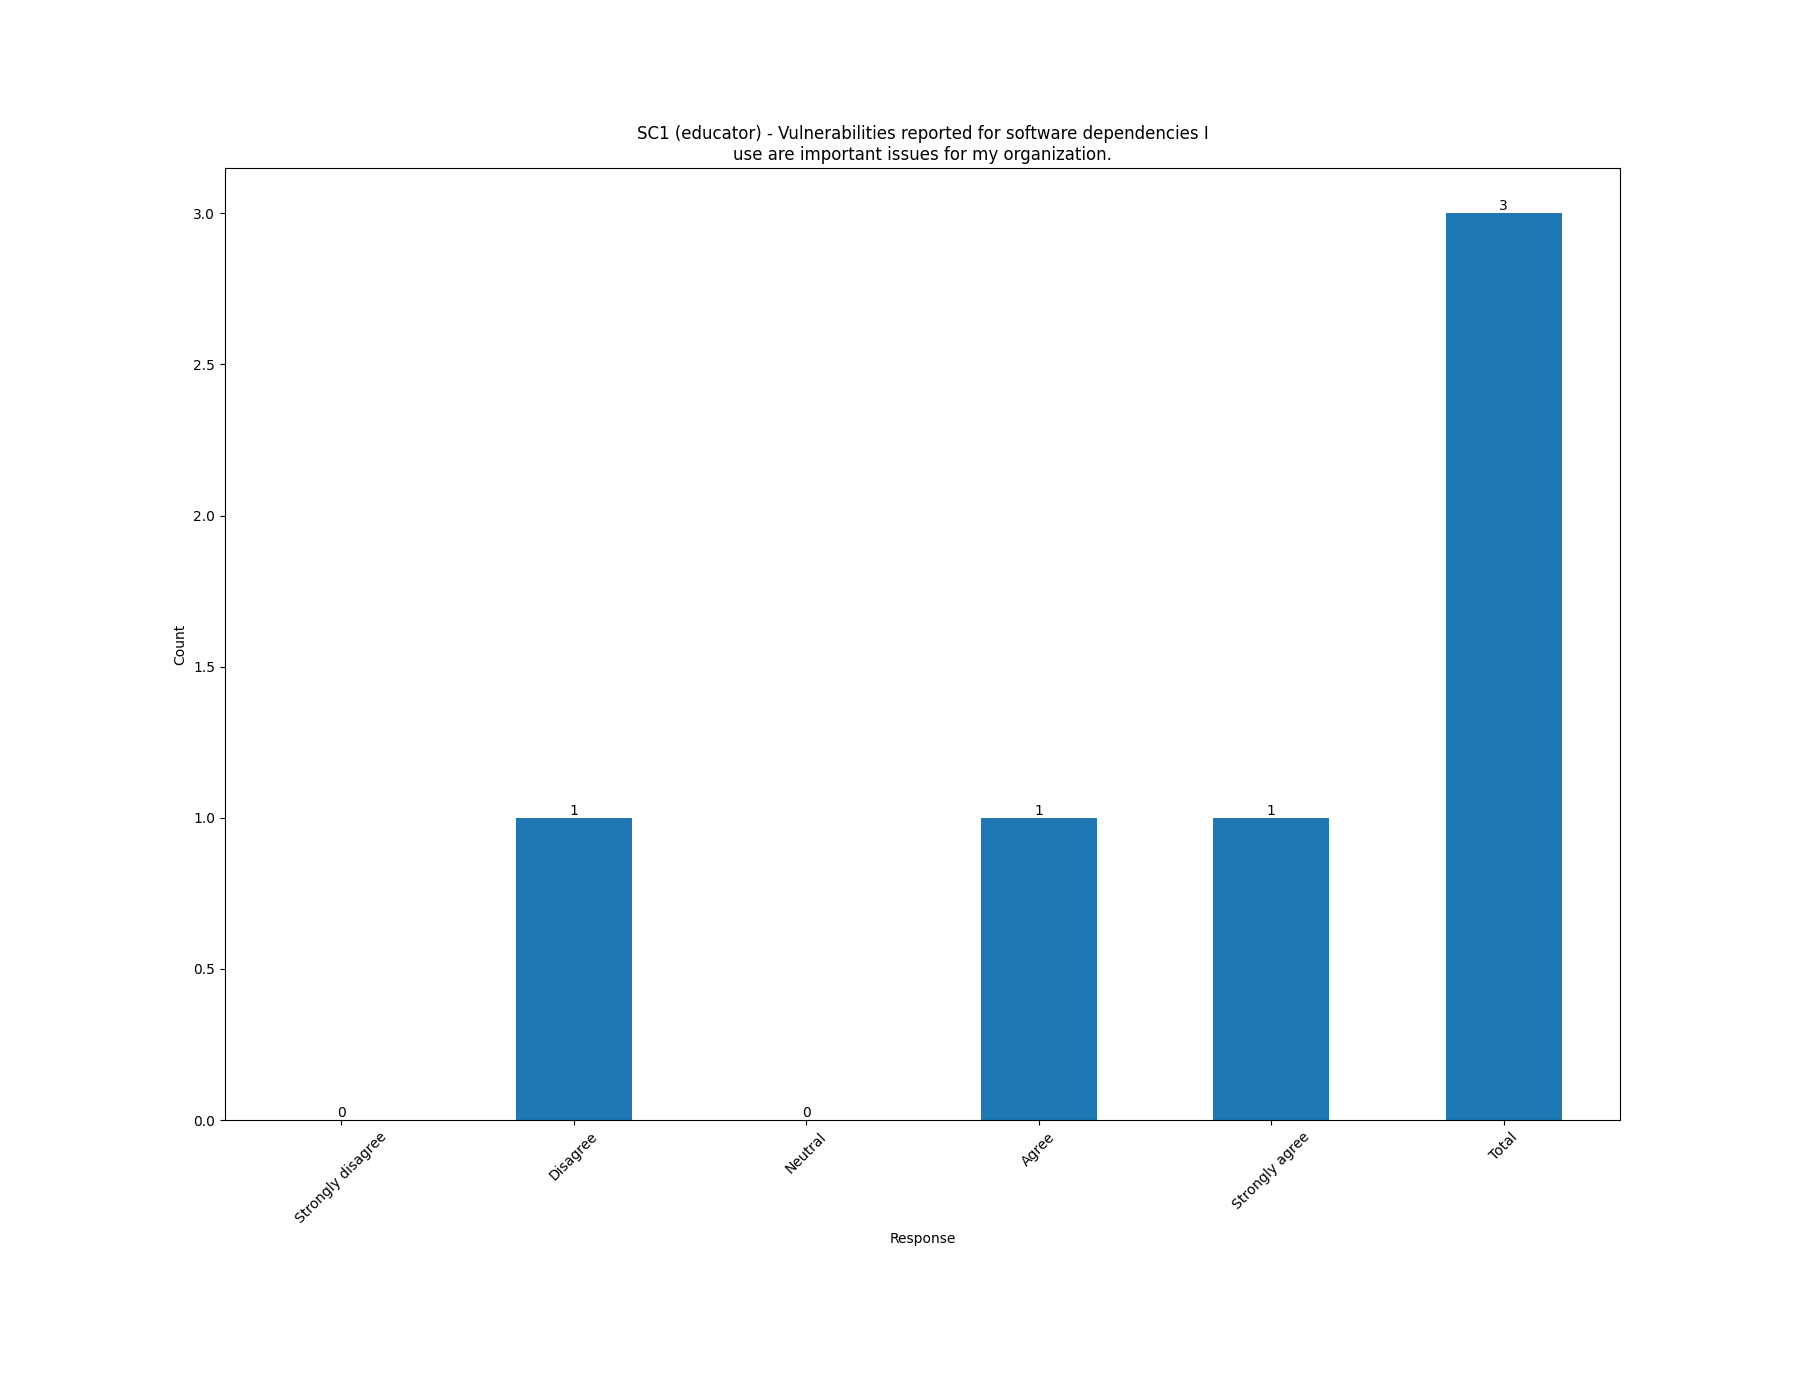 SC1 (educator) - Vulnerabilities reported for software dependencies I
use are important issues for my organization.
3.0
2.5
2.0
1.5
1.0
0.5
0.0
Count
0
1
0
1
1
3
Strongly disagree
Disagree
Neutral
Agree
Strongly agree
Total
Response